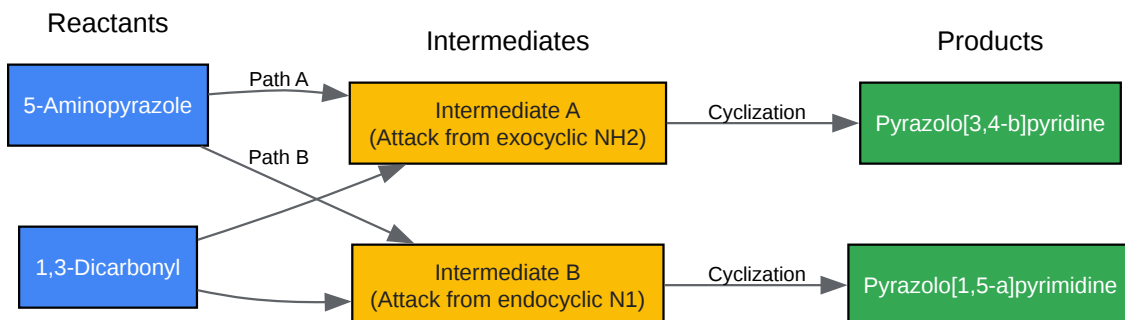 Reactants
Intermediates
Products
5-Aminopyrazole
Path A
Intermediate A
(Attack from exocyclic NH2)
Cyclization
Pyrazolo[3,4-b]pyridine
Path B
1,3-Dicarbonyl
Intermediate B
(Attack from endocyclic N1)
Cyclization
Pyrazolo[1,5-a]pyrimidine